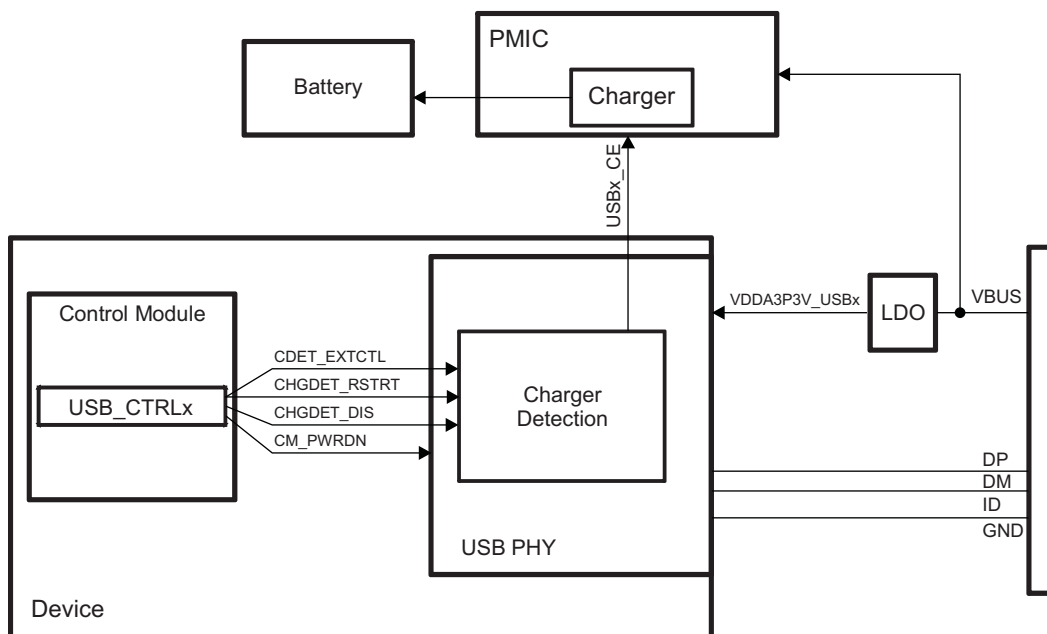 PMIC
Battery
Charger
USBx_CE
Control Module
VDDA3P3V_USBx
LDO
VBUS
CDET_EXTCTL
USB_CTRLx
CHGDET_RSTRT
CHGDET_DIS
CM_PWRDN
Charger
Detection
DP
DM
ID
GND
USB PHY
Device